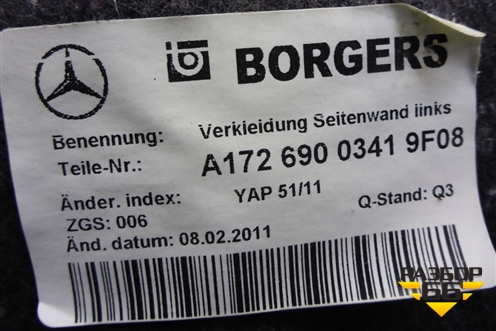 BORGERS
Benennung: Verkleidung Seitenwand links
Teile-Nr.: A172 690 0341 9F08
Änder. index: YAP 51/11 Q-Stand: Q3
ZGS: 006
Änd. datum: 08.02.2011
РАЗБОР
66